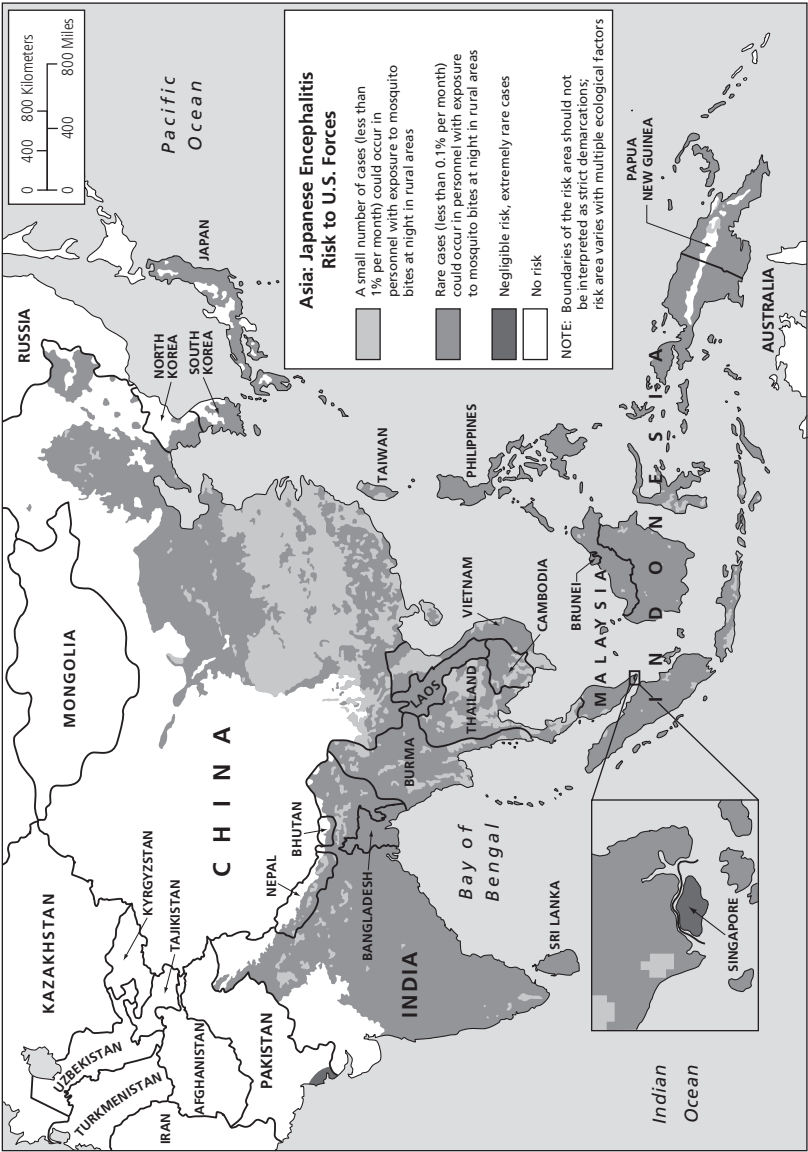 Asia: Japanese Encephalitis
Risk to U.S. Forces
A small number of cases (less than
1% per month) could occur in
personnel with exposure to mosquito
bites at night in rural areas
Rare cases (less than 0.1% per month)
could occur in personnel with exposure
to mosquito bites at night in rural areas
Negligible risk, extremely rare cases
No risk
NOTE: Boundaries of the risk area should not
be interpreted as strict demarcations;
risk area varies with multiple ecological factors
0 400 800 Kilometers
0 400 800 Miles
Pacific
Ocean
RUSSIA
JAPAN
NORTH
KOREA
SOUTH
KOREA
MONGOLIA
KAZAKHSTAN
KYRGYZSTAN
TAJIKISTAN
UZBEKISTAN
TURKMENISTAN
IRAN
AFGHANISTAN
PAKISTAN
CHINA
NEPAL
BHUTAN
BANGLADESH
INDIA
BURMA
LAOS
THAILAND
VIETNAM
CAMBODIA
TAIWAN
PHILIPPINES
BRUNEI
MALAYSIA
INDONESIA
PAPUA
NEW GUINEA
AUSTRALIA
Bay of
Bengal
SRI LANKA
SINGAPORE
Indian
Ocean